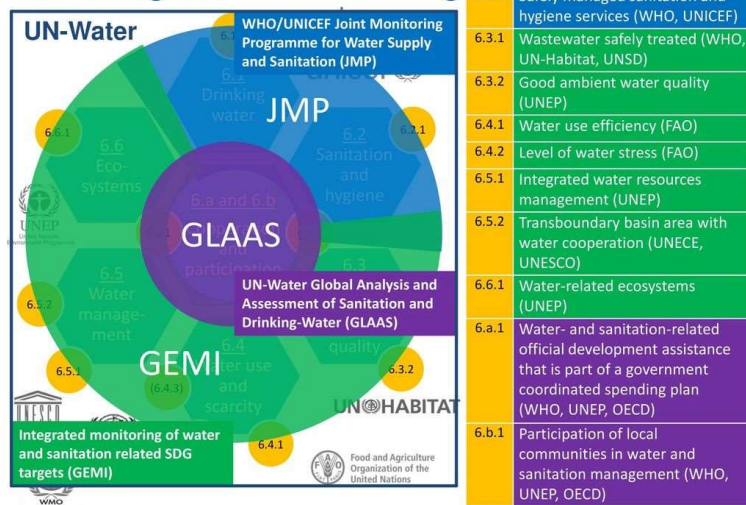 UN-Water
WHO/UNICEF Joint Monitoring
Programme for Water Supply
and Sanitation (JMP)
6.1
Drinking
water
JMP
6.2
Sanitation
and
hygiene
6.2.1
6.6.1
6.6
Eco-
systems
UNEP
6.a and 6.b
GLAAS
and
participation
6.3
UN-Water Global Analysis and
Assessment of Sanitation and
Drinking-Water (GLAAS)
quality
6.5
Water
manage-
ment
6.5.2
6.5.1
GEMI
6.4
use
and
scarcity
(6.4.3)
6.3.2
6.4.1
UNESCO
UN HABITAT
Integrated monitoring of water
and sanitation related SDG
targets (GEMI)
FAO
Food and Agriculture
Organization of the
United Nations
WMO
hygiene services (WHO, UNICEF)
6.3.1 Wastewater safely treated (WHO,
UN-Habitat, UNSD)
6.3.2 Good ambient water quality
(UNEP)
6.4.1 Water use efficiency (FAO)
6.4.2 Level of water stress (FAO)
6.5.1 Integrated water resources
management (UNEP)
6.5.2 Transboundary basin area with
water cooperation (UNECE,
UNESCO)
6.6.1 Water-related ecosystems
(UNEP)
6.a.1 Water- and sanitation-related
official development assistance
that is part of a government
coordinated spending plan
(WHO, UNEP, OECD)
6.b.1 Participation of local
communities in water and
sanitation management (WHO,
UNEP, OECD)